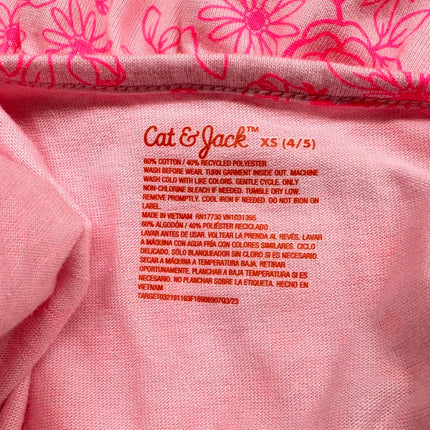 Cat & Jack™ XS (4/5)
60% COTTON / 40% RECYCLED POLYESTER
WASH BEFORE WEAR. TURN GARMENT INSIDE OUT. MACHINE
WASH COLD WITH LIKE COLORS. GENTLE CYCLE. ONLY
NON-CHLORINE BLEACH IF NEEDED. TUMBLE DRY LOW.
REMOVE PROMPTLY. COOL IRON IF NEEDED. DO NOT IRON ON
LABEL.
MADE IN VIETNAM RN17730 VN1031395
60% ALGODÓN / 40% POLIÉSTER RECICLADO
LAVAR ANTES DE USAR. VOLTEAR LA PRENDA AL REVÉS. LAVAR
A MÁQUINA CON AGUA FRÍA CON COLORES SIMILARES. CICLO
DELICADO. SÓLO BLANQUEADOR SIN CLORO SI ES NECESARIO
SECAR A MÁQUINA A TEMPERATURA BAJA. RETIRAR
OPORTUNAMENTE. PLANCHAR A BAJA TEMPERATURA SI ES
NECESARIO. NO PLANCHAR SOBRE LA ETIQUETA. HECHO EN
VIETNAM